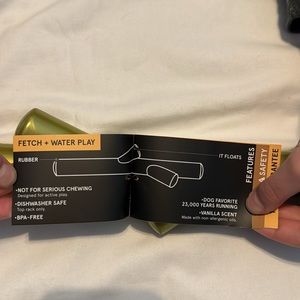 FETCH + WATER PLAY
RUBBER
IT FLOATS
•NOT FOR SERIOUS CHEWING
Designed for active play.
•DISHWASHER SAFE
Top rack only.
•BPA-FREE
•DOG FAVORITE
23,000 YEARS RUNNING
•VANILLA SCENT
Made with non-allergenic oils.
FEATURES
& SAFETY